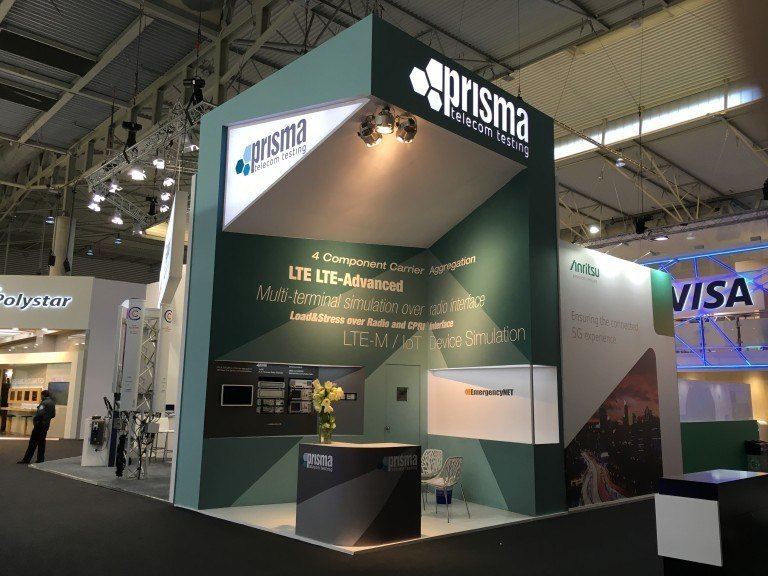 prisma
telecom testing
prisma
telecom testing
4 Component Carrier Aggregation
LTE LTE-Advanced
Multi-terminal simulation over radio interface
Load&Stress over Radio and CPRI Interface
LTE-M / IoT Device Simulation
EmergencyNET
prisma
prisma
Polystar
Anritsu
Ensuring the connected
5G experience
VISA